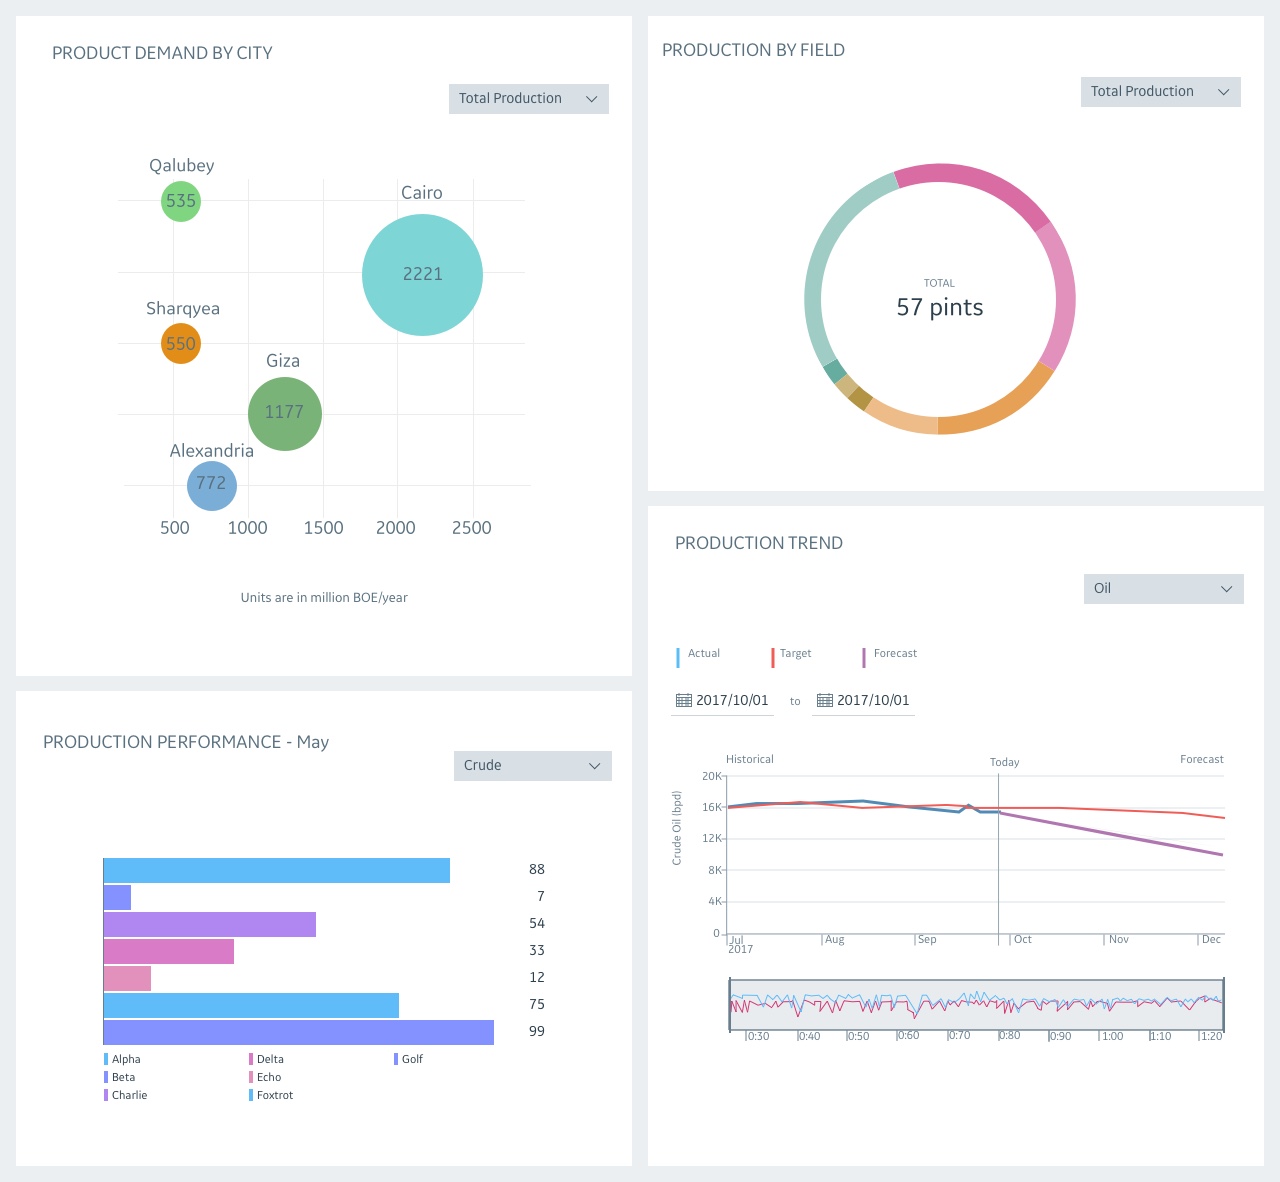 PRODUCT DEMAND BY CITY
Total Production
Qalubey
535
Cairo
2221
Sharqyea
550
Giza
1177
Alexandria
772
500 1000 1500 2000 2500
Units are in million BOE/year
PRODUCTION BY FIELD
Total Production
TOTAL
57 pints
PRODUCTION PERFORMANCE - May
Crude
88
7
54
33
12
75
99
Alpha Delta Golf
Beta Echo
Charlie Foxtrot
PRODUCTION TREND
Oil
Actual Target Forecast
2017/10/01 to 2017/10/01
Historical Today Forecast
Crude Oil (bpd)
20K
16K
12K
8K
4K
0
Jul Aug Sep Oct Nov Dec
2017
0:30 0:40 0:50 0:60 0:70 0:80 0:90 1:00 1:10 1:20